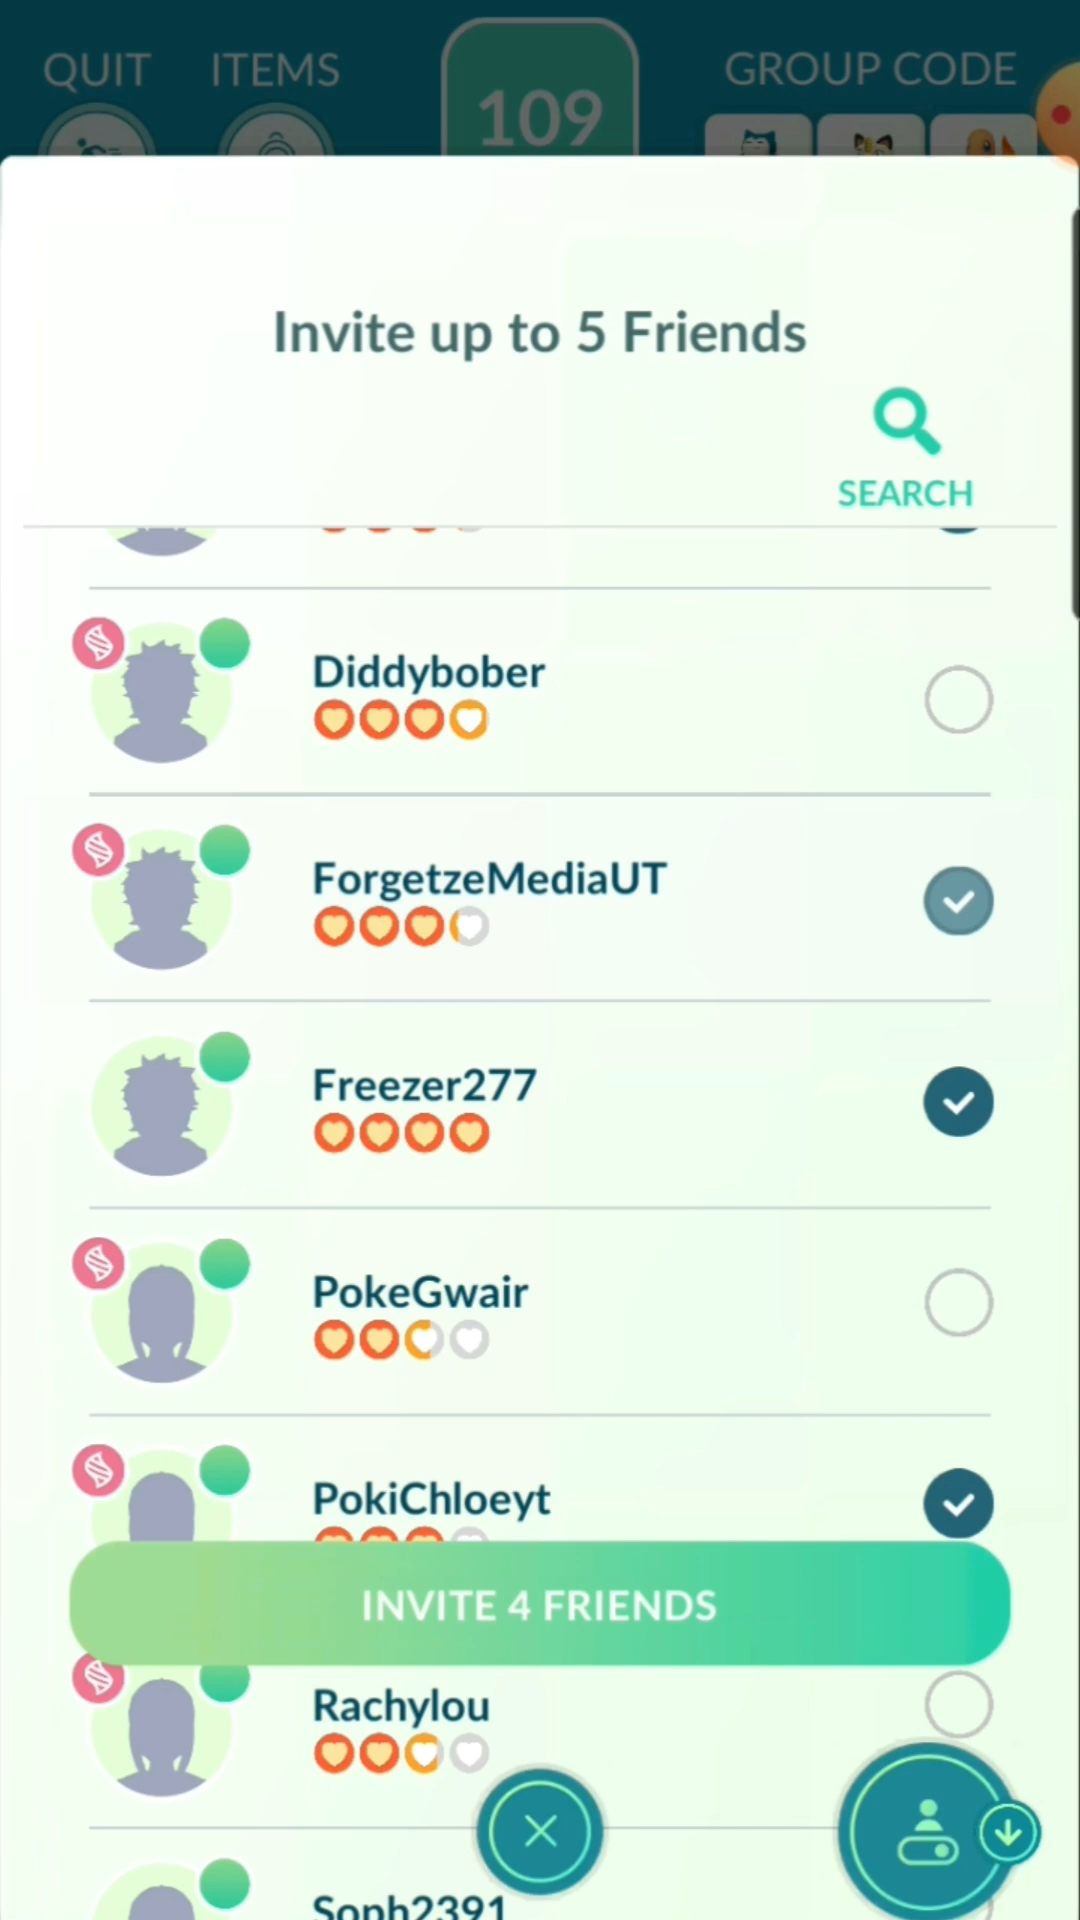 QUIT ITEMS 109 GROUP CODE
Invite up to 5 Friends
SEARCH
Diddybober
ForgetzeMediaUT
Freezer277
PokeGwair
PokiChloeyt
INVITE 4 FRIENDS
Rachylou
Soph2391